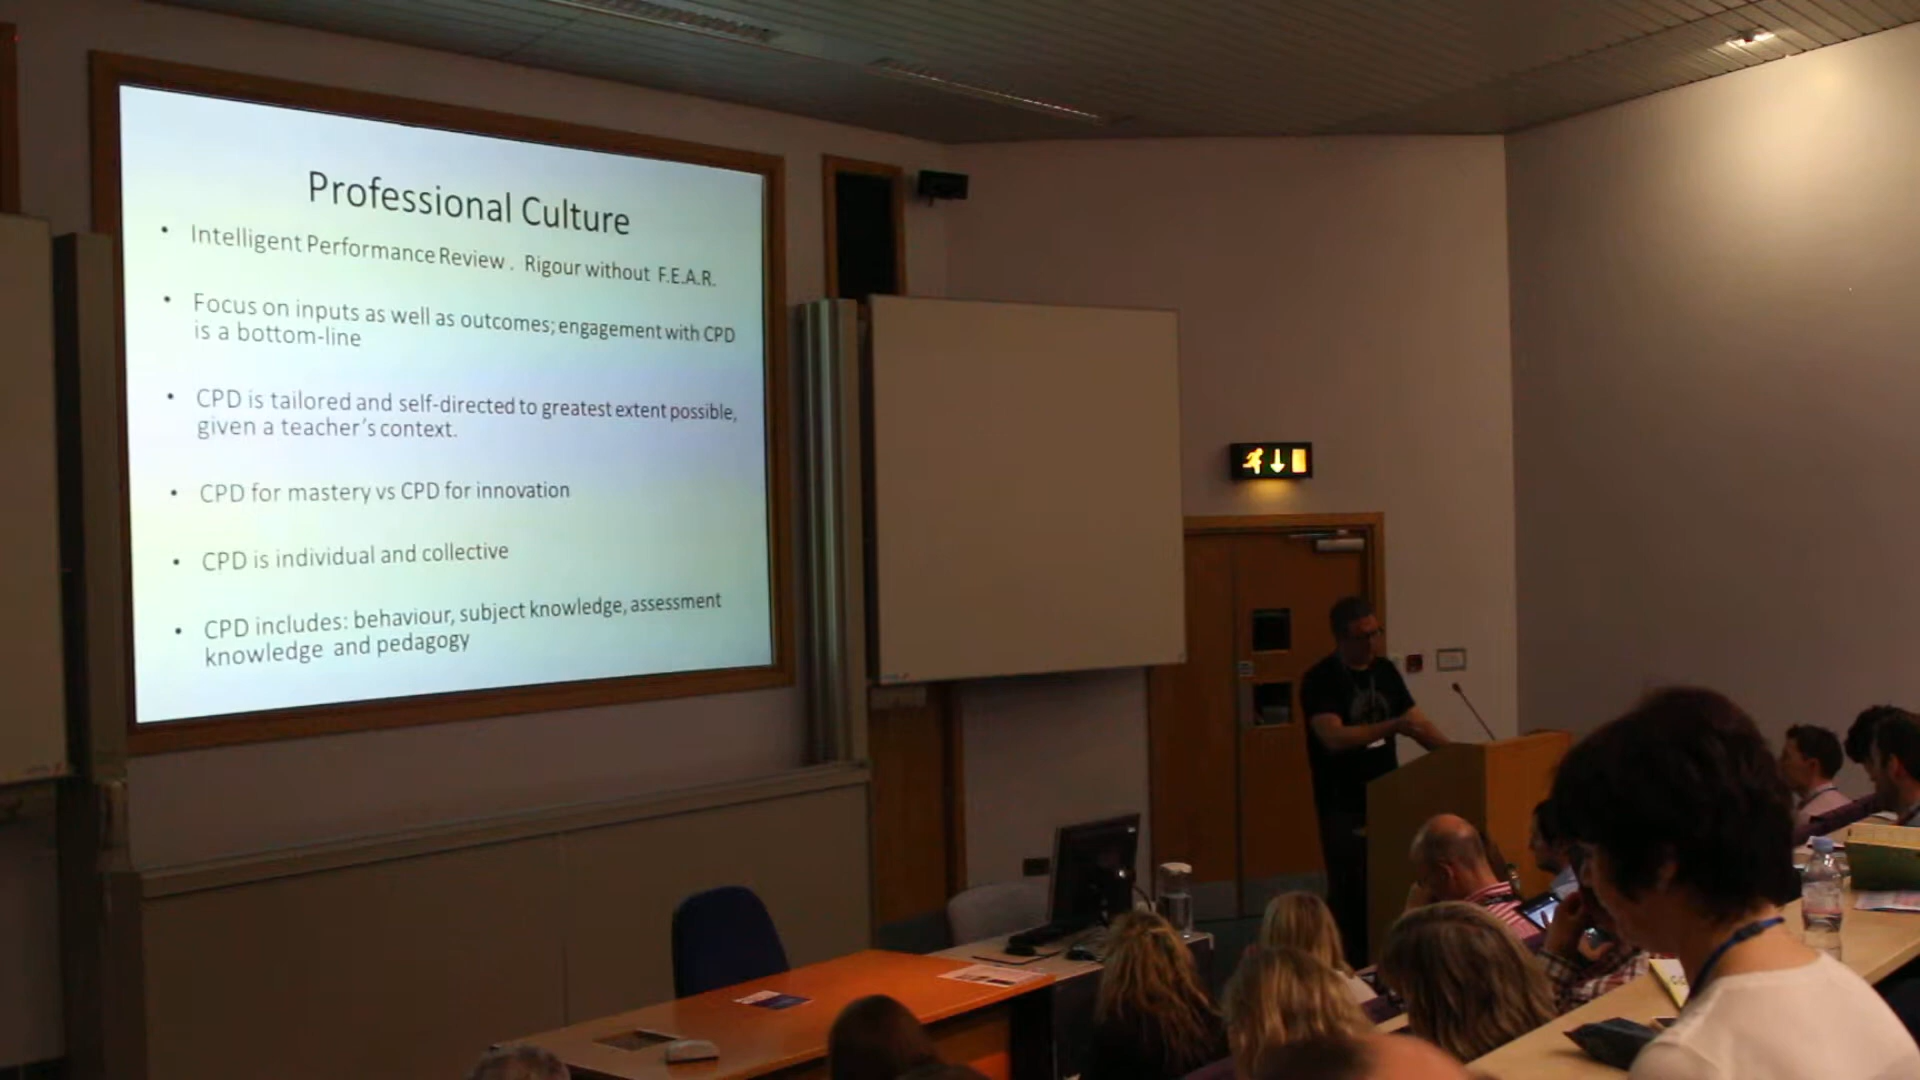 Professional Culture
• Intelligent Performance Review . Rigour without F.E.A.R.
• Focus on inputs as well as outcomes; engagement with CPD
is a bottom-line
• CPD is tailored and self-directed to greatest extent possible,
given a teacher's context.
• CPD for mastery vs CPD for innovation
• CPD is individual and collective
• CPD includes: behaviour, subject knowledge, assessment
knowledge and pedagogy